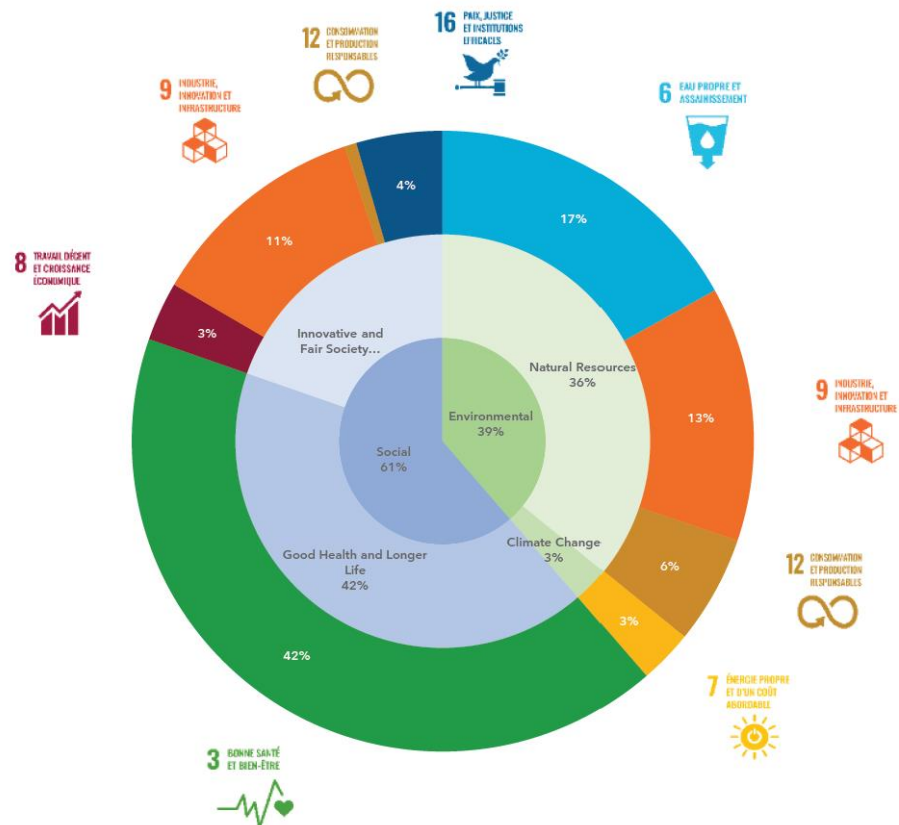 16 PAIX, JUSTICE
ET INSTITUTIONS
EFFICACES
12 CONSOMMATION
ET PRODUCTION
RESPONSABLES
9 INDUSTRIE,
INNOVATION ET
INFRASTRUCTURE
6 EAU PROPRE ET
ASSAINISSEMENT
4%
17%
11%
8 TRAVAIL DÉCENT
ET CROISSANCE
ÉCONOMIQUE
3%
Innovative and
Fair Society...
Natural Resources
36%
Environmental
39%
13%
9 INDUSTRIE,
INNOVATION ET
INFRASTRUCTURE
Social
61%
Climate Change
3%
Good Health and Longer
Life
42%
6%
12 CONSOMMATION
ET PRODUCTION
RESPONSABLES
3%
42%
7 ÉNERGIE PROPRE
ET D'UN COÛT
ABORDABLE
3 BONNE SANTÉ
ET BIEN-ÊTRE